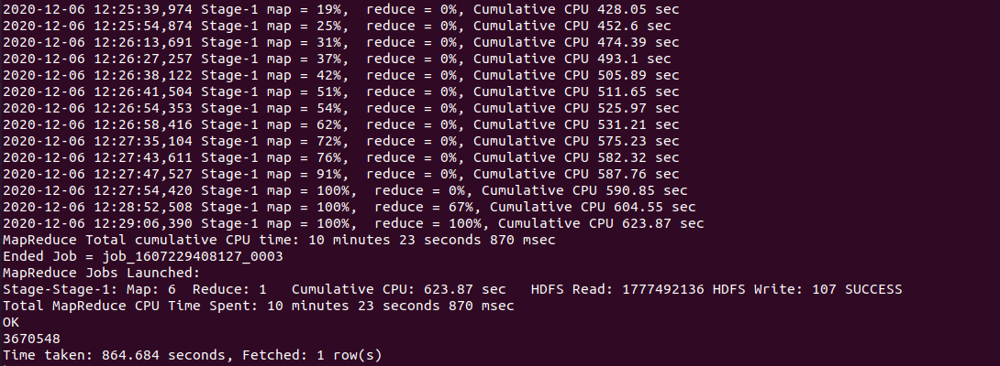 2020-12-06 12:25:39,974 Stage-1 map = 19%,  reduce = 0%, Cumulative CPU 428.05 sec
2020-12-06 12:25:54,874 Stage-1 map = 25%,  reduce = 0%, Cumulative CPU 452.6 sec
2020-12-06 12:26:13,691 Stage-1 map = 31%,  reduce = 0%, Cumulative CPU 474.39 sec
2020-12-06 12:26:27,257 Stage-1 map = 37%,  reduce = 0%, Cumulative CPU 493.1 sec
2020-12-06 12:26:38,122 Stage-1 map = 42%,  reduce = 0%, Cumulative CPU 505.89 sec
2020-12-06 12:26:41,504 Stage-1 map = 51%,  reduce = 0%, Cumulative CPU 511.65 sec
2020-12-06 12:26:54,353 Stage-1 map = 54%,  reduce = 0%, Cumulative CPU 525.97 sec
2020-12-06 12:26:58,416 Stage-1 map = 62%,  reduce = 0%, Cumulative CPU 531.21 sec
2020-12-06 12:27:35,104 Stage-1 map = 72%,  reduce = 0%, Cumulative CPU 575.23 sec
2020-12-06 12:27:43,611 Stage-1 map = 76%,  reduce = 0%, Cumulative CPU 582.32 sec
2020-12-06 12:27:47,527 Stage-1 map = 91%,  reduce = 0%, Cumulative CPU 587.76 sec
2020-12-06 12:27:54,420 Stage-1 map = 100%,  reduce = 0%, Cumulative CPU 590.85 sec
2020-12-06 12:28:52,508 Stage-1 map = 100%,  reduce = 67%, Cumulative CPU 604.55 sec
2020-12-06 12:29:06,390 Stage-1 map = 100%,  reduce = 100%, Cumulative CPU 623.87 sec
MapReduce Total cumulative CPU time: 10 minutes 23 seconds 870 msec
Ended Job = job_1607229408127_0003
MapReduce Jobs Launched:
Stage-Stage-1: Map: 6  Reduce: 1   Cumulative CPU: 623.87 sec   HDFS Read: 1777492136 HDFS Write: 107 SUCCESS
Total MapReduce CPU Time Spent: 10 minutes 23 seconds 870 msec
OK
3670548
Time taken: 864.684 seconds, Fetched: 1 row(s)